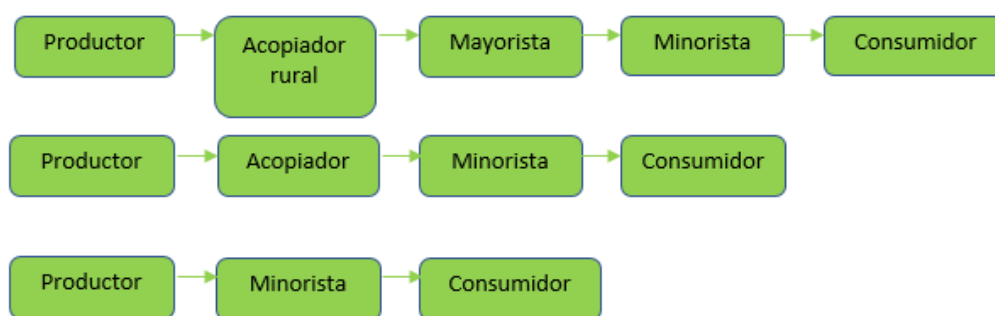 Productor
Acopiador
rural
Mayorista
Minorista
Consumidor
Productor
Acopiador
Minorista
Consumidor
Productor
Minorista
Consumidor